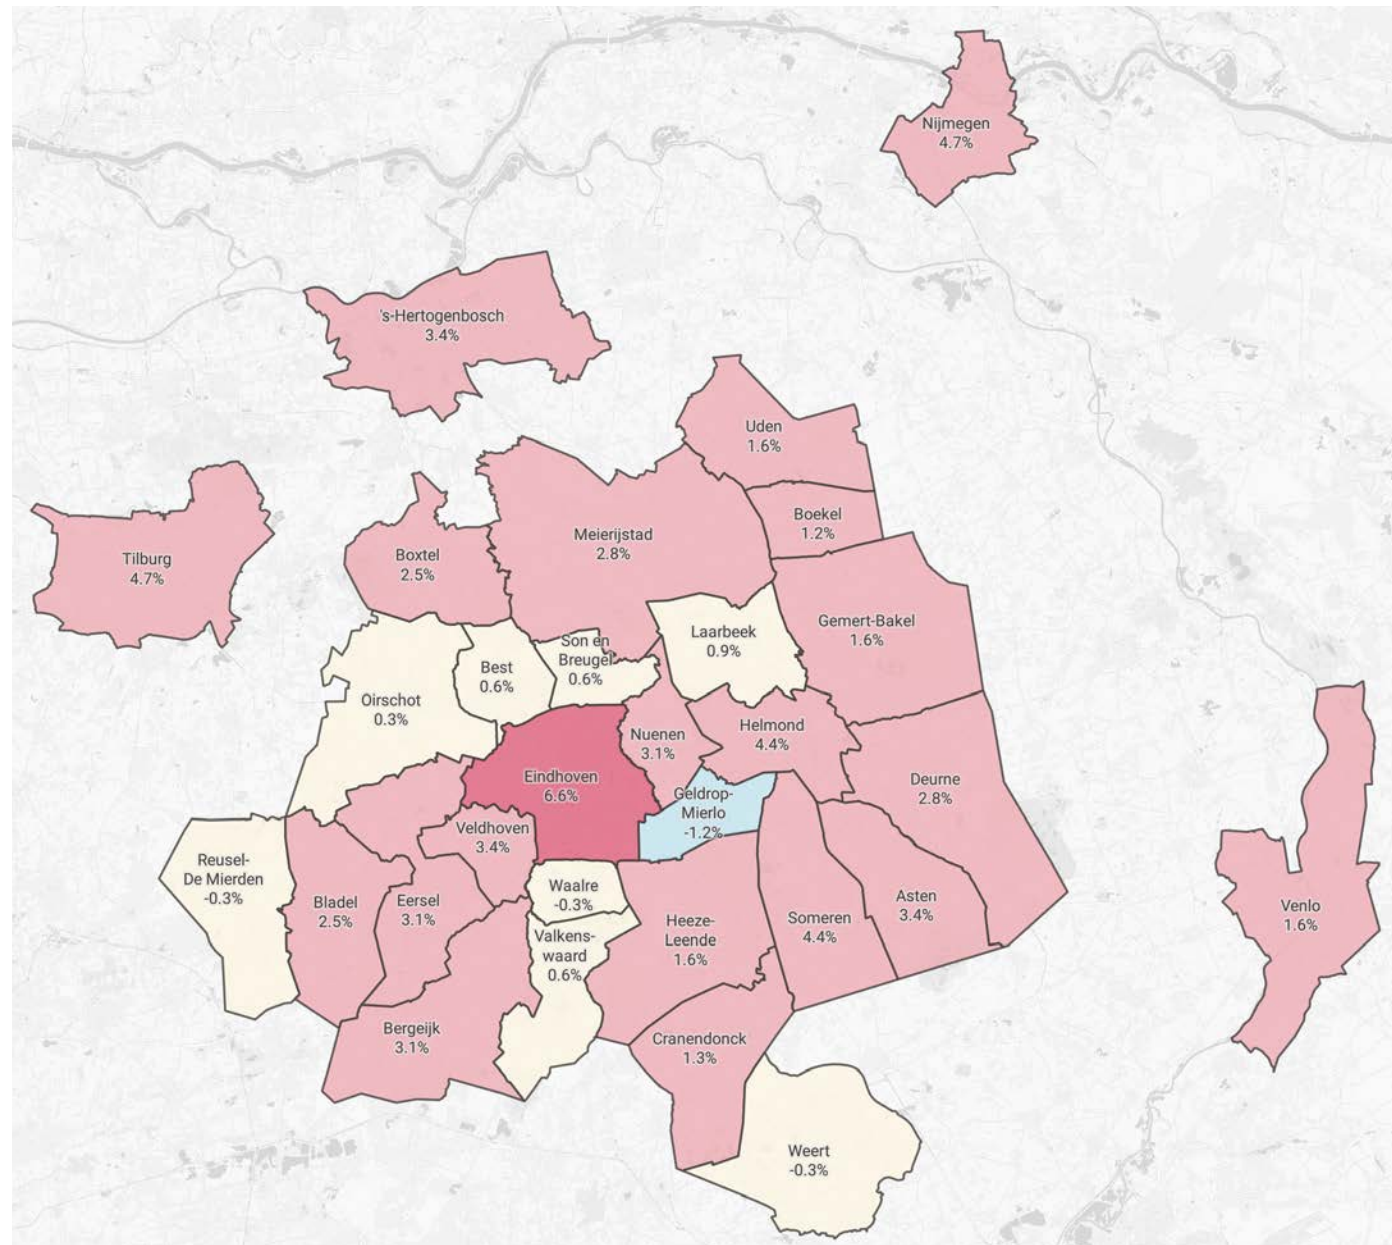 Nijmegen
4.7%
's-Hertogenbosch
3.4%
Uden
1.6%
Boekel
1.2%
Meierijstad
2.8%
Boxtel
2.5%
Tilburg
4.7%
Gemert-Bakel
1.6%
Laarbeek
0.9%
Son en
Breugel
0.6%
Best
0.6%
Oirschot
0.3%
Nuenen
3.1%
Helmond
4.4%
Eindhoven
6.6%
Deurne
2.8%
Geldrop-
Mierlo
-1.2%
Veldhoven
3.4%
Reusel-
De Mierden
-0.3%
Bladel
2.5%
Eersel
3.1%
Waalre
-0.3%
Valkens-
waard
0.6%
Heeze-
Leende
1.6%
Someren
4.4%
Asten
3.4%
Venlo
1.6%
Bergeijk
3.1%
Cranendonck
1.3%
Weert
-0.3%